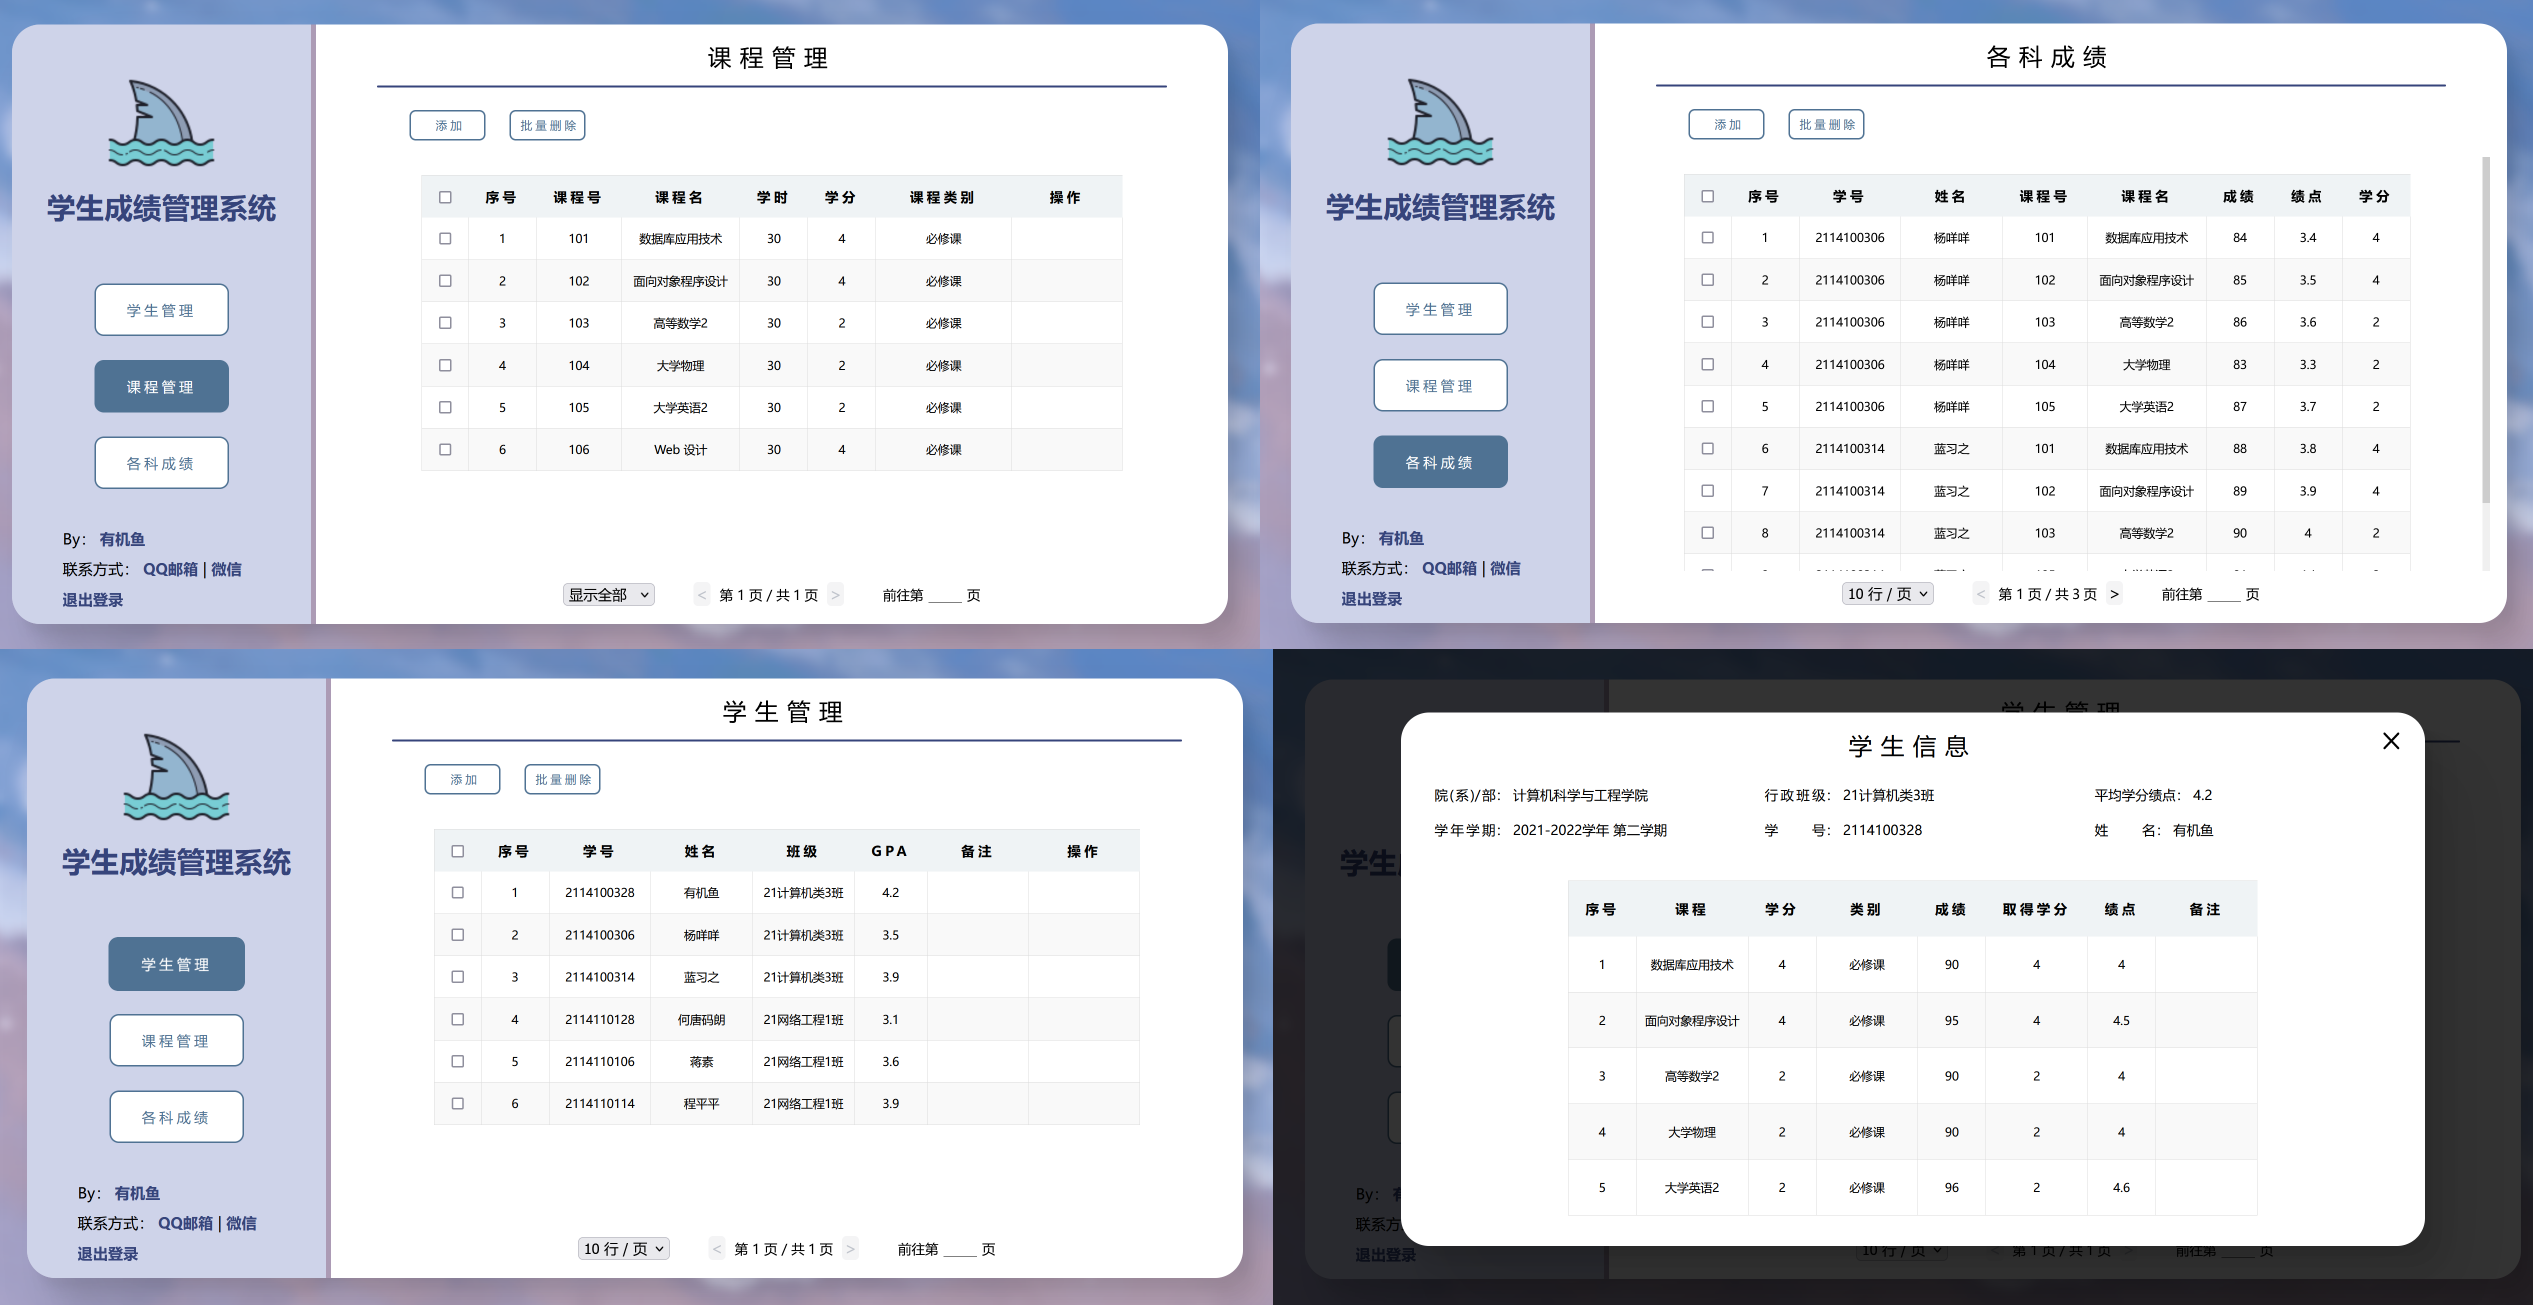 学生成绩管理系统
学生管理
课程管理
各科成绩
By： 有机鱼
联系方式： QQ邮箱 | 微信
退出登录
课程管理
添加 批量删除
序号 课程号 课程名 学时 学分 课程类别 操作
1 101 数据库应用技术 30 4 必修课
2 102 面向对象程序设计 30 4 必修课
3 103 高等数学2 30 2 必修课
4 104 大学物理 30 2 必修课
5 105 大学英语2 30 2 必修课
6 106 Web 设计 30 4 必修课
显示全部 < 第 1 页 / 共 1 页 > 前往第 _____ 页
学生成绩管理系统
学生管理
课程管理
各科成绩
By： 有机鱼
联系方式： QQ邮箱 | 微信
退出登录
各科成绩
添加 批量删除
序号 学号 姓名 课程号 课程名 成绩 绩点 学分
1 2114100306 杨咩咩 101 数据库应用技术 84 3.4 4
2 2114100306 杨咩咩 102 面向对象程序设计 85 3.5 4
3 2114100306 杨咩咩 103 高等数学2 86 3.6 2
4 2114100306 杨咩咩 104 大学物理 83 3.3 2
5 2114100306 杨咩咩 105 大学英语2 87 3.7 2
6 2114100314 蓝习之 101 数据库应用技术 88 3.8 4
7 2114100314 蓝习之 102 面向对象程序设计 89 3.9 4
8 2114100314 蓝习之 103 高等数学2 90 4 2
10 行 / 页 < 第 1 页 / 共 3 页 > 前往第 _____ 页
学生成绩管理系统
学生管理
课程管理
各科成绩
By： 有机鱼
联系方式： QQ邮箱 | 微信
退出登录
学生管理
添加 批量删除
序号 学号 姓名 班级 GPA 备注 操作
1 2114100328 有机鱼 21计算机类3班 4.2
2 2114100306 杨咩咩 21计算机类3班 3.5
3 2114100314 蓝习之 21计算机类3班 3.9
4 2114110128 何唐码朗 21网络工程1班 3.1
5 2114110106 蒋素 21网络工程1班 3.6
6 2114110114 程平平 21网络工程1班 3.9
10 行 / 页 < 第 1 页 / 共 1 页 > 前往第 _____ 页
学生管理
学生信息
院(系)/部： 计算机科学与工程学院 行政班级： 21计算机类3班 平均学分绩点： 4.2
学年学期： 2021-2022学年 第二学期 学 号： 2114100328 姓 名： 有机鱼
序号 课程 学分 类别 成绩 取得学分 绩点 备注
1 数据库应用技术 4 必修课 90 4 4
2 面向对象程序设计 4 必修课 95 4 4.5
3 高等数学2 2 必修课 90 2 4
4 大学物理 2 必修课 90 2 4
5 大学英语2 2 必修课 96 2 4.6
学生
By： 有
联系方
退出登录
10 行 / 页 < 第 1 页 / 共 1 页 > 前往第 _____ 页